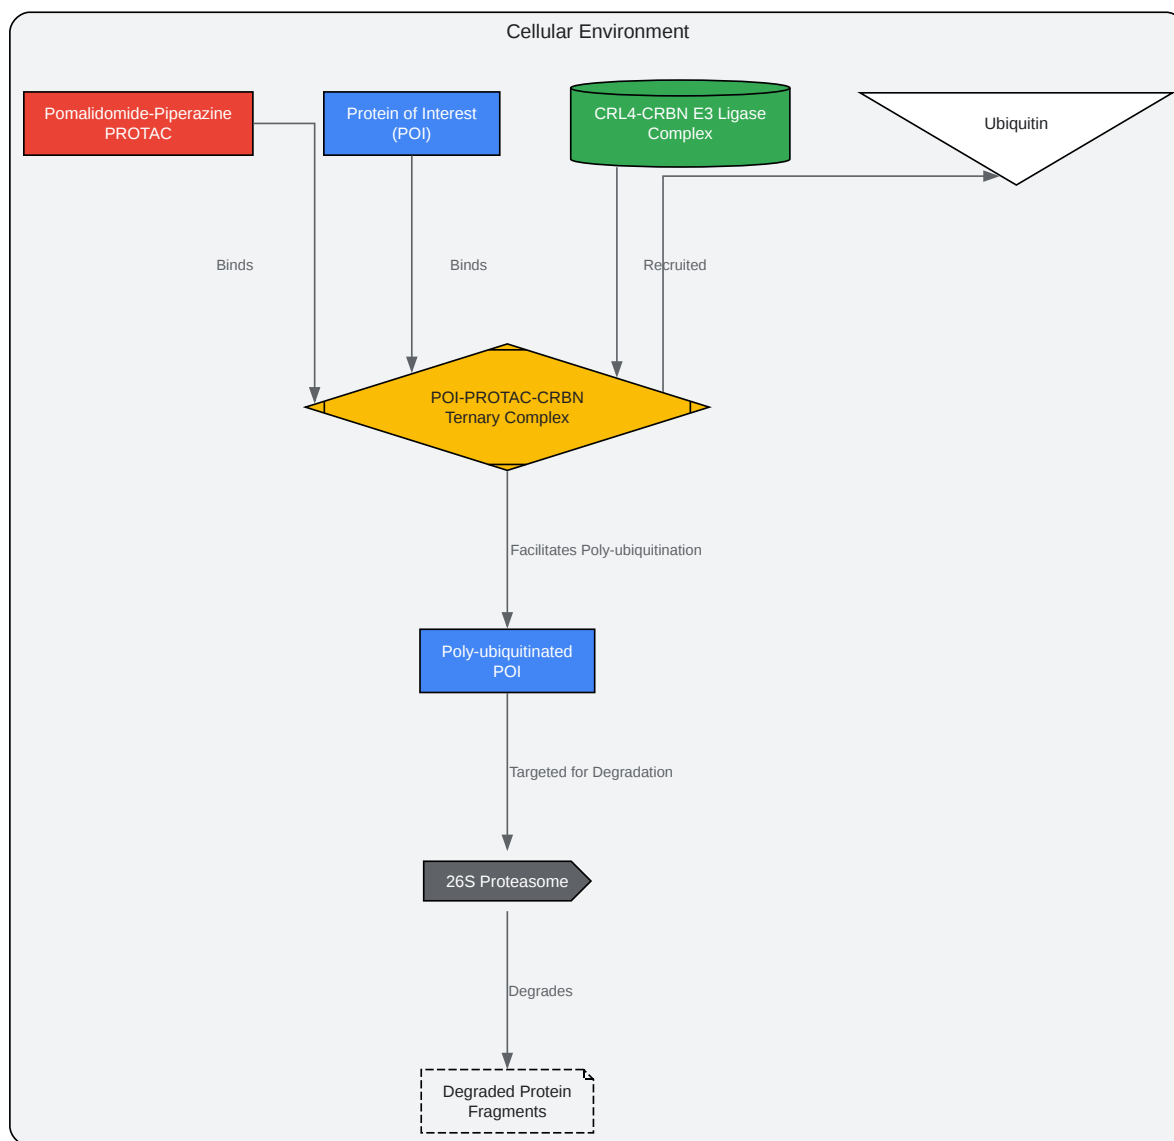 Cellular Environment
Pomalidomide-Piperazine
PROTAC
Protein of Interest
(POI)
CRL4-CRBN E3 Ligase
Complex
Ubiquitin
Binds
Binds
Recruited
POI-PROTAC-CRBN
Ternary Complex
Facilitates Poly-ubiquitination
Poly-ubiquitinated
POI
Targeted for Degradation
26S Proteasome
Degrades
Degraded Protein
Fragments